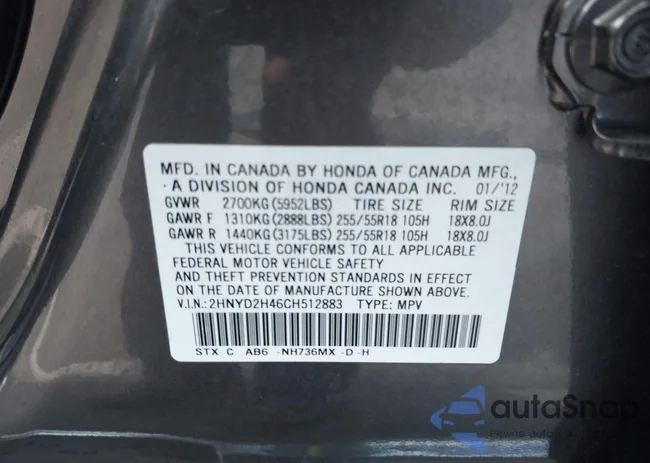 MFD. IN CANADA BY HONDA OF CANADA MFG.,
A DIVISION OF HONDA CANADA INC. 01/'12
GVWR 2700KG(5952LBS) TIRE SIZE RIM SIZE
GAWR F 1310KG(2888LBS) 255/55R18 105H 18X8.0J
GAWR R 1440KG(3175LBS) 255/55R18 105H 18X8.0J
THIS VEHICLE CONFORMS TO ALL APPLICABLE
FEDERAL MOTOR VEHICLE SAFETY
AND THEFT PREVENTION STANDARDS IN EFFECT
ON THE DATE OF MANUFACTURE SHOWN ABOVE.
V.I.N.: 2HNYD2H46CH512883 TYPE: MPV
STX C AB6 -NH736MX -D-H
autaSnap
Pewne auta